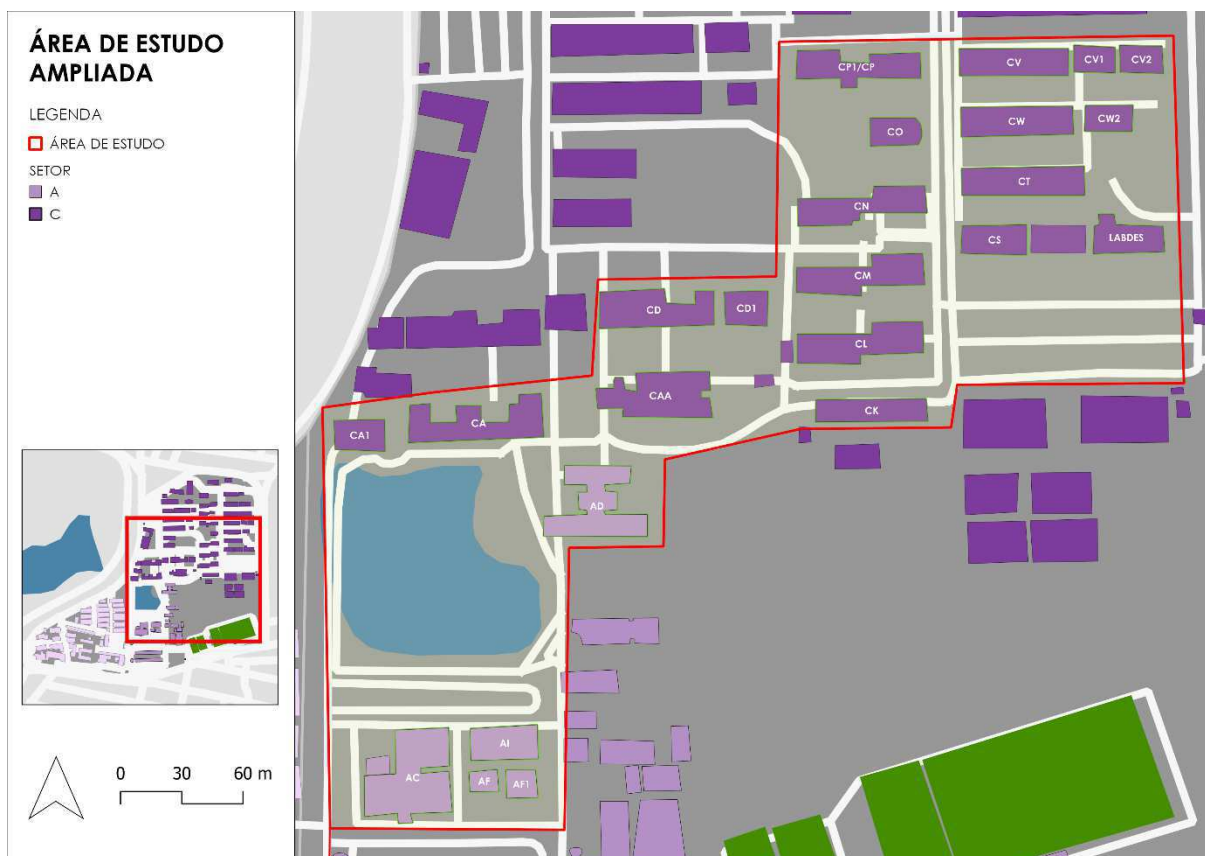 ÁREA DE ESTUDO
AMPLIADA
LEGENDA
ÁREA DE ESTUDO
SETOR
A
C
0 30 60 m
CP1/CP
CV
CV1
CV2
CO
CW
CW2
CT
CN
CS
LABDES
CM
CD
CD1
CL
CAA
CK
CA1
CA
AD
AI
AC
AF
AF1